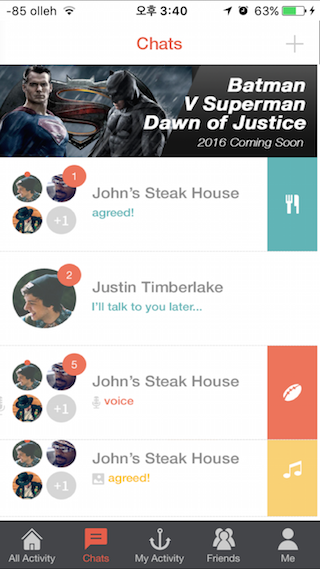 -85 olleh 오후 3:40 63%
Chats
Batman
V Superman
Dawn of Justice
2016 Coming Soon
1
John's Steak House
agreed!
+1
2
Justin Timberlake
I'll talk to you later...
5
John's Steak House
voice
+1
John's Steak House
agreed!
+1
All Activity Chats My Activity Friends Me